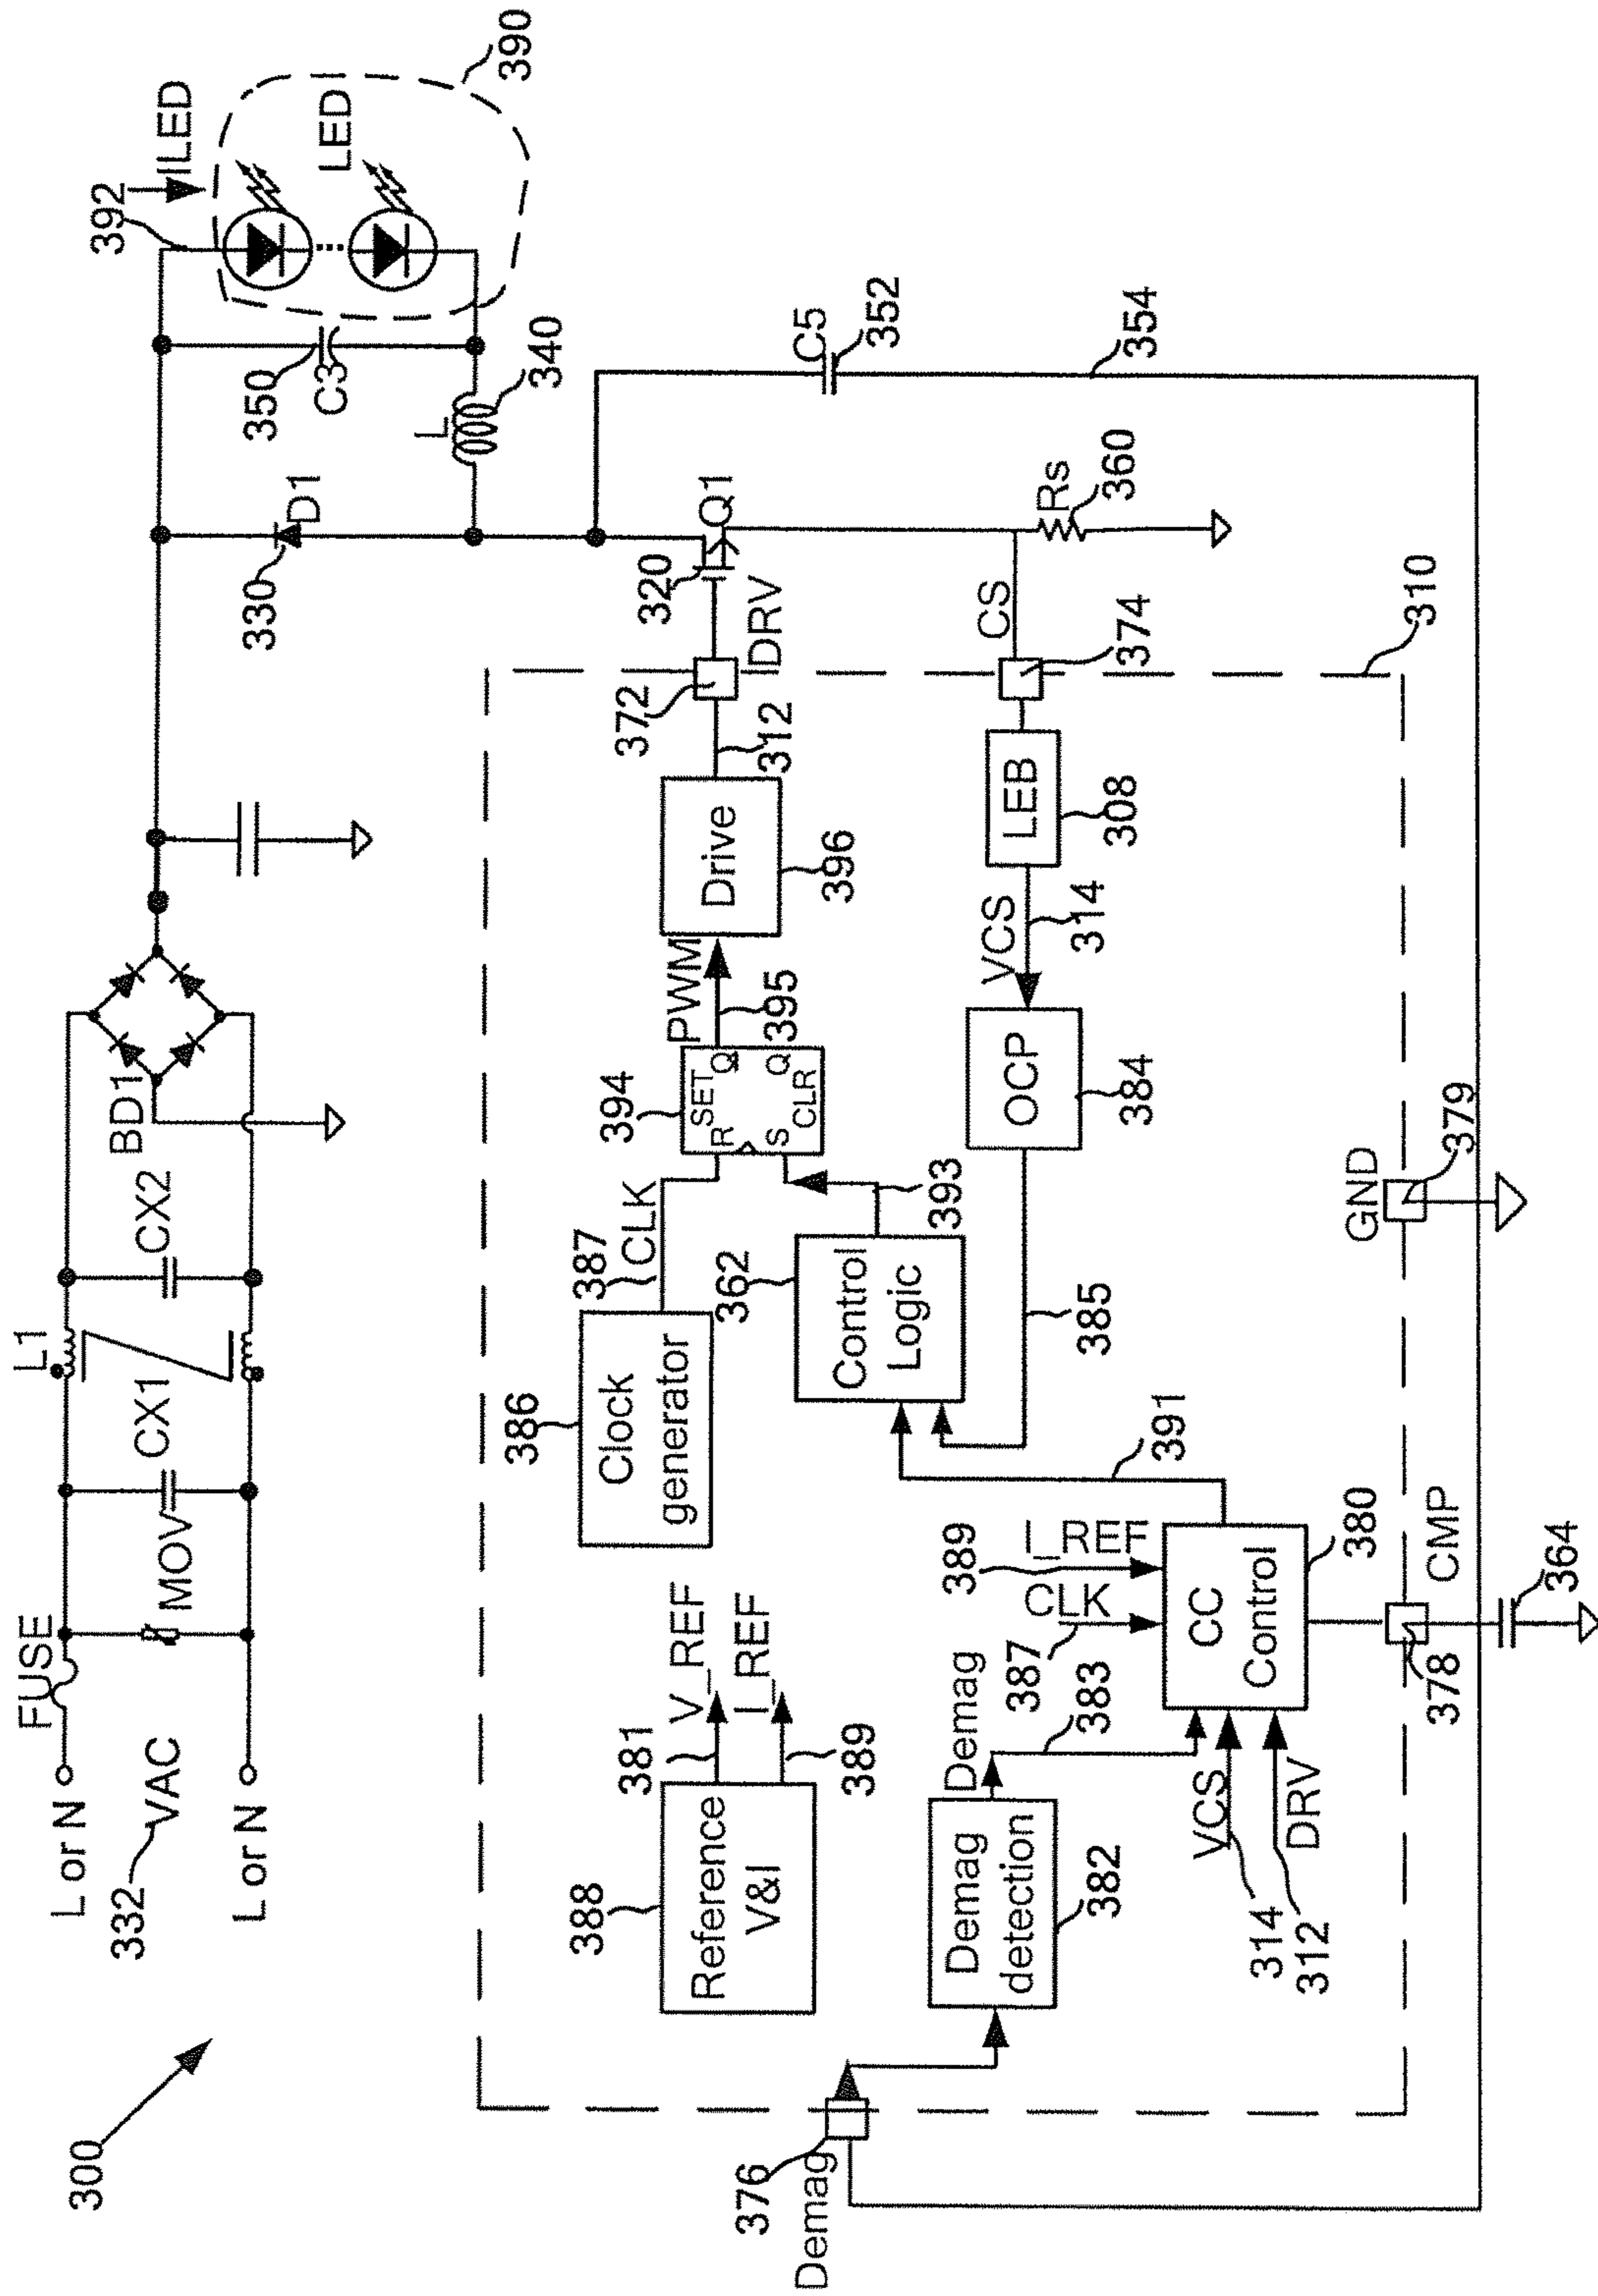 300
L or N
332
VAC
L or N
FUSE
MOV
CX1
L1
CX2
BD1
330
D1
350
C3
L
340
392
ILED
LED
390
C5
352
354
320
Q1
Rs
360
372
DRV
312
CS
374
310
Drive
396
LEB
308
PWM
395
VCS
314
394
R
SET
Q
S
CLR
Q
OCP
384
387
CLK
393
362
Control
Logic
385
386
Clock
generator
391
GND
379
388
Reference
V&I
381
V_REF
I_REF
389
389
I_REF
CLK
387
Demag
383
CC
Control
380
CMP
378
364
Demag
detection
382
VCS
314
DRV
312
376
Demag